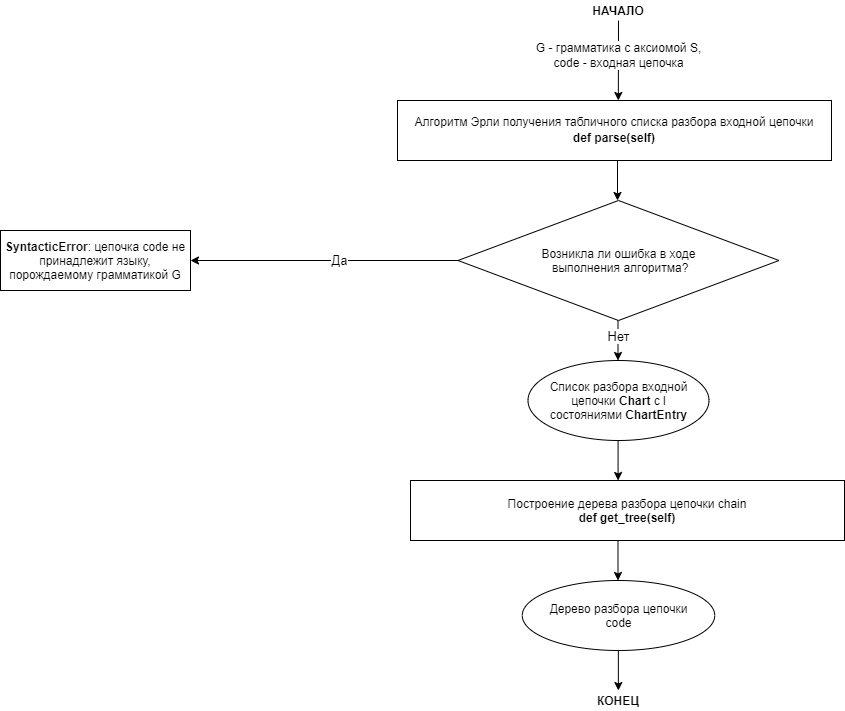 НАЧАЛО
G - грамматика с аксиомой S,
code - входная цепочка
Алгоритм Эрли получения табличного списка разбора входной цепочки
def parse(self)
Возникла ли ошибка в ходе
выполнения алгоритма?
Да
SyntacticError: цепочка code не
принадлежит языку,
порождаемому грамматикой G
Нет
Список разбора входной
цепочки Chart с I
состояниями ChartEntry
Построение дерева разбора цепочки chain
def get_tree(self)
Дерево разбора цепочки
code
КОНЕЦ